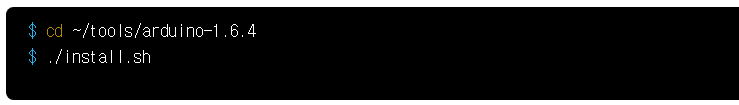 $ cd ~/tools/arduino-1.6.4
$ ./install.sh